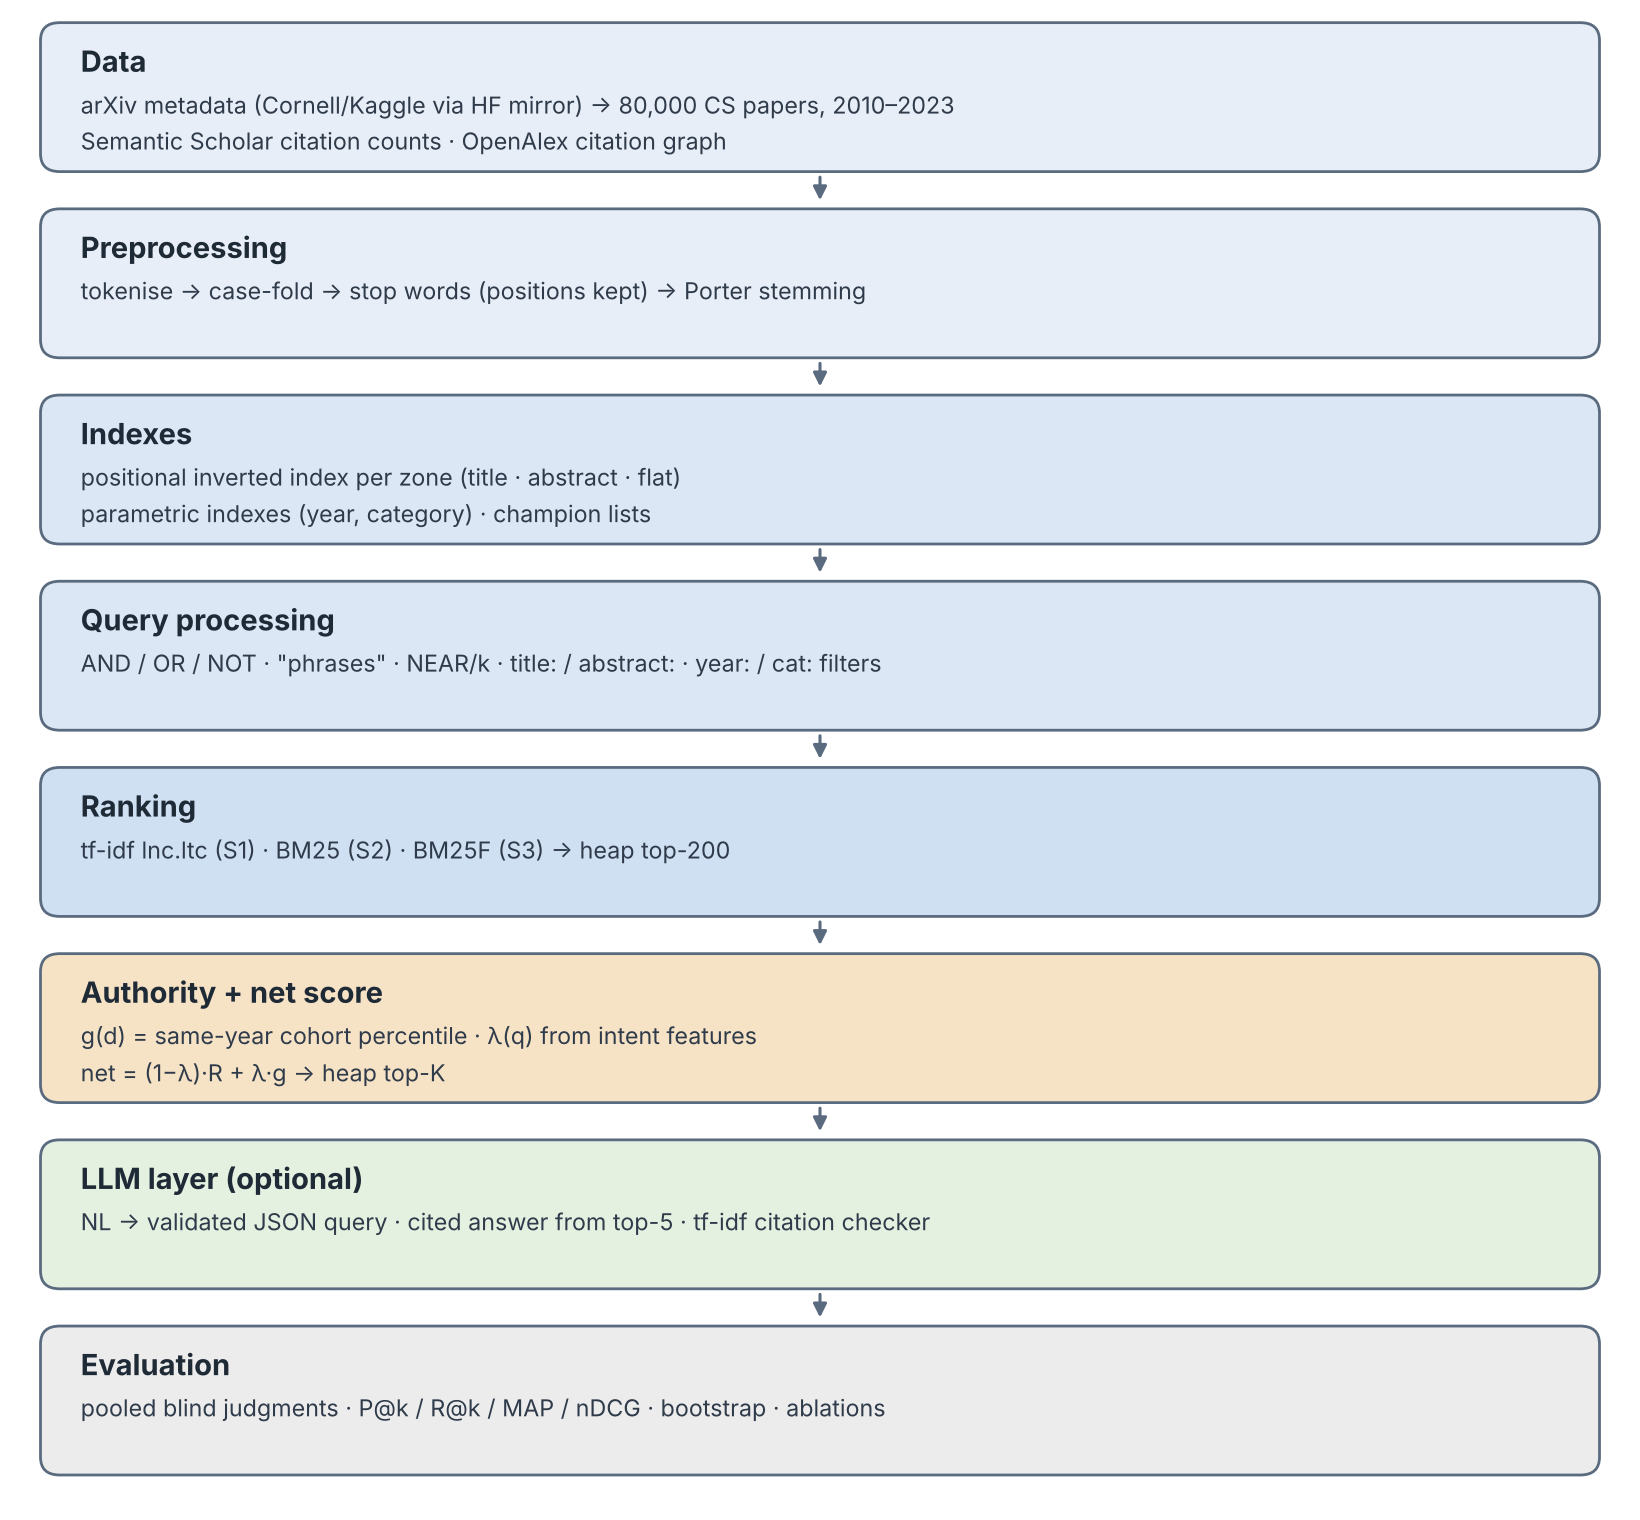 Data
arXiv metadata (Cornell/Kaggle via HF mirror) → 80,000 CS papers, 2010–2023
Semantic Scholar citation counts · OpenAlex citation graph
Preprocessing
tokenise → case-fold → stop words (positions kept) → Porter stemming
Indexes
positional inverted index per zone (title · abstract · flat)
parametric indexes (year, category) · champion lists
Query processing
AND / OR / NOT · "phrases" · NEAR/k · title: / abstract: · year: / cat: filters
Ranking
tf-idf lnc.ltc (S1) · BM25 (S2) · BM25F (S3) → heap top-200
Authority + net score
g(d) = same-year cohort percentile · λ(q) from intent features
net = (1−λ)·R + λ·g → heap top-K
LLM layer (optional)
NL → validated JSON query · cited answer from top-5 · tf-idf citation checker
Evaluation
pooled blind judgments · P@k / R@k / MAP / nDCG · bootstrap · ablations